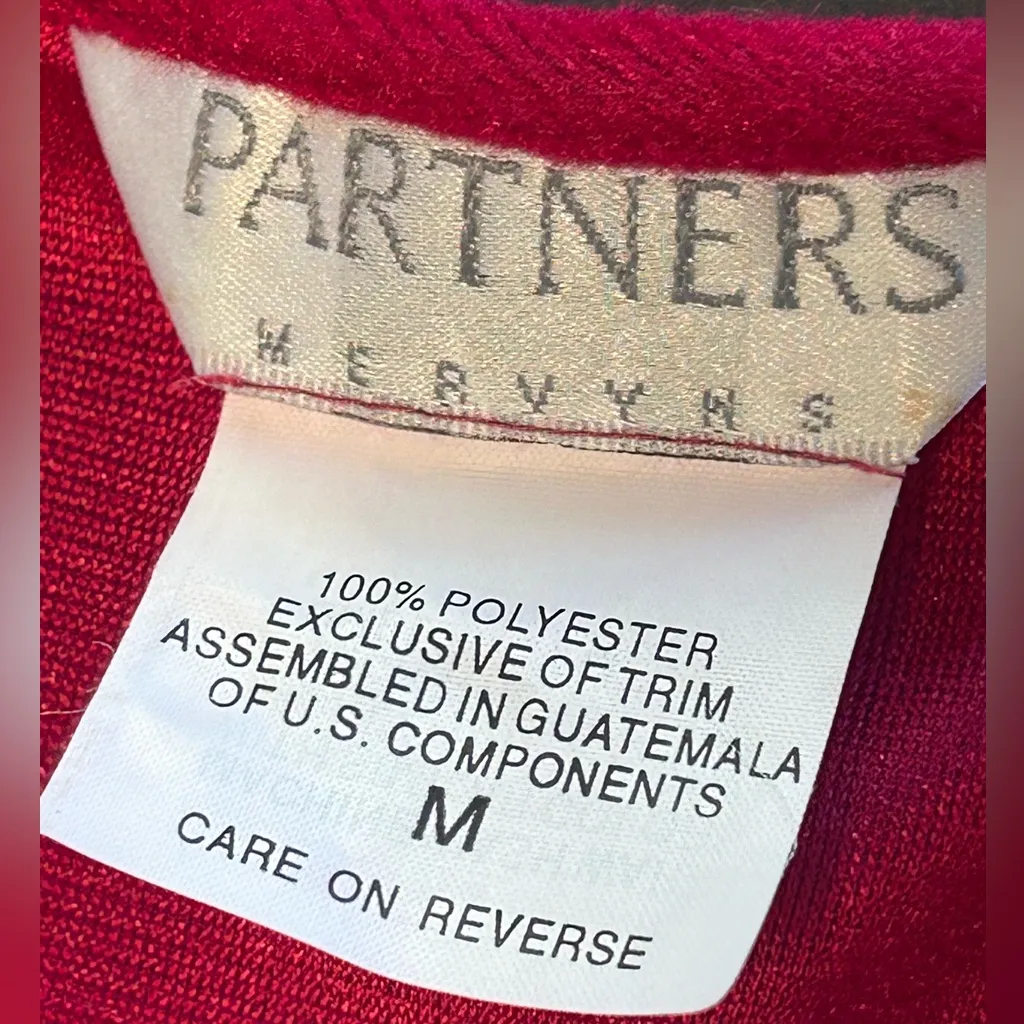 PARTNERS
MERVYNS
100% POLYESTER
EXCLUSIVE OF TRIM
ASSEMBLED IN GUATEMALA
OF U.S. COMPONENTS
M
CARE ON REVERSE